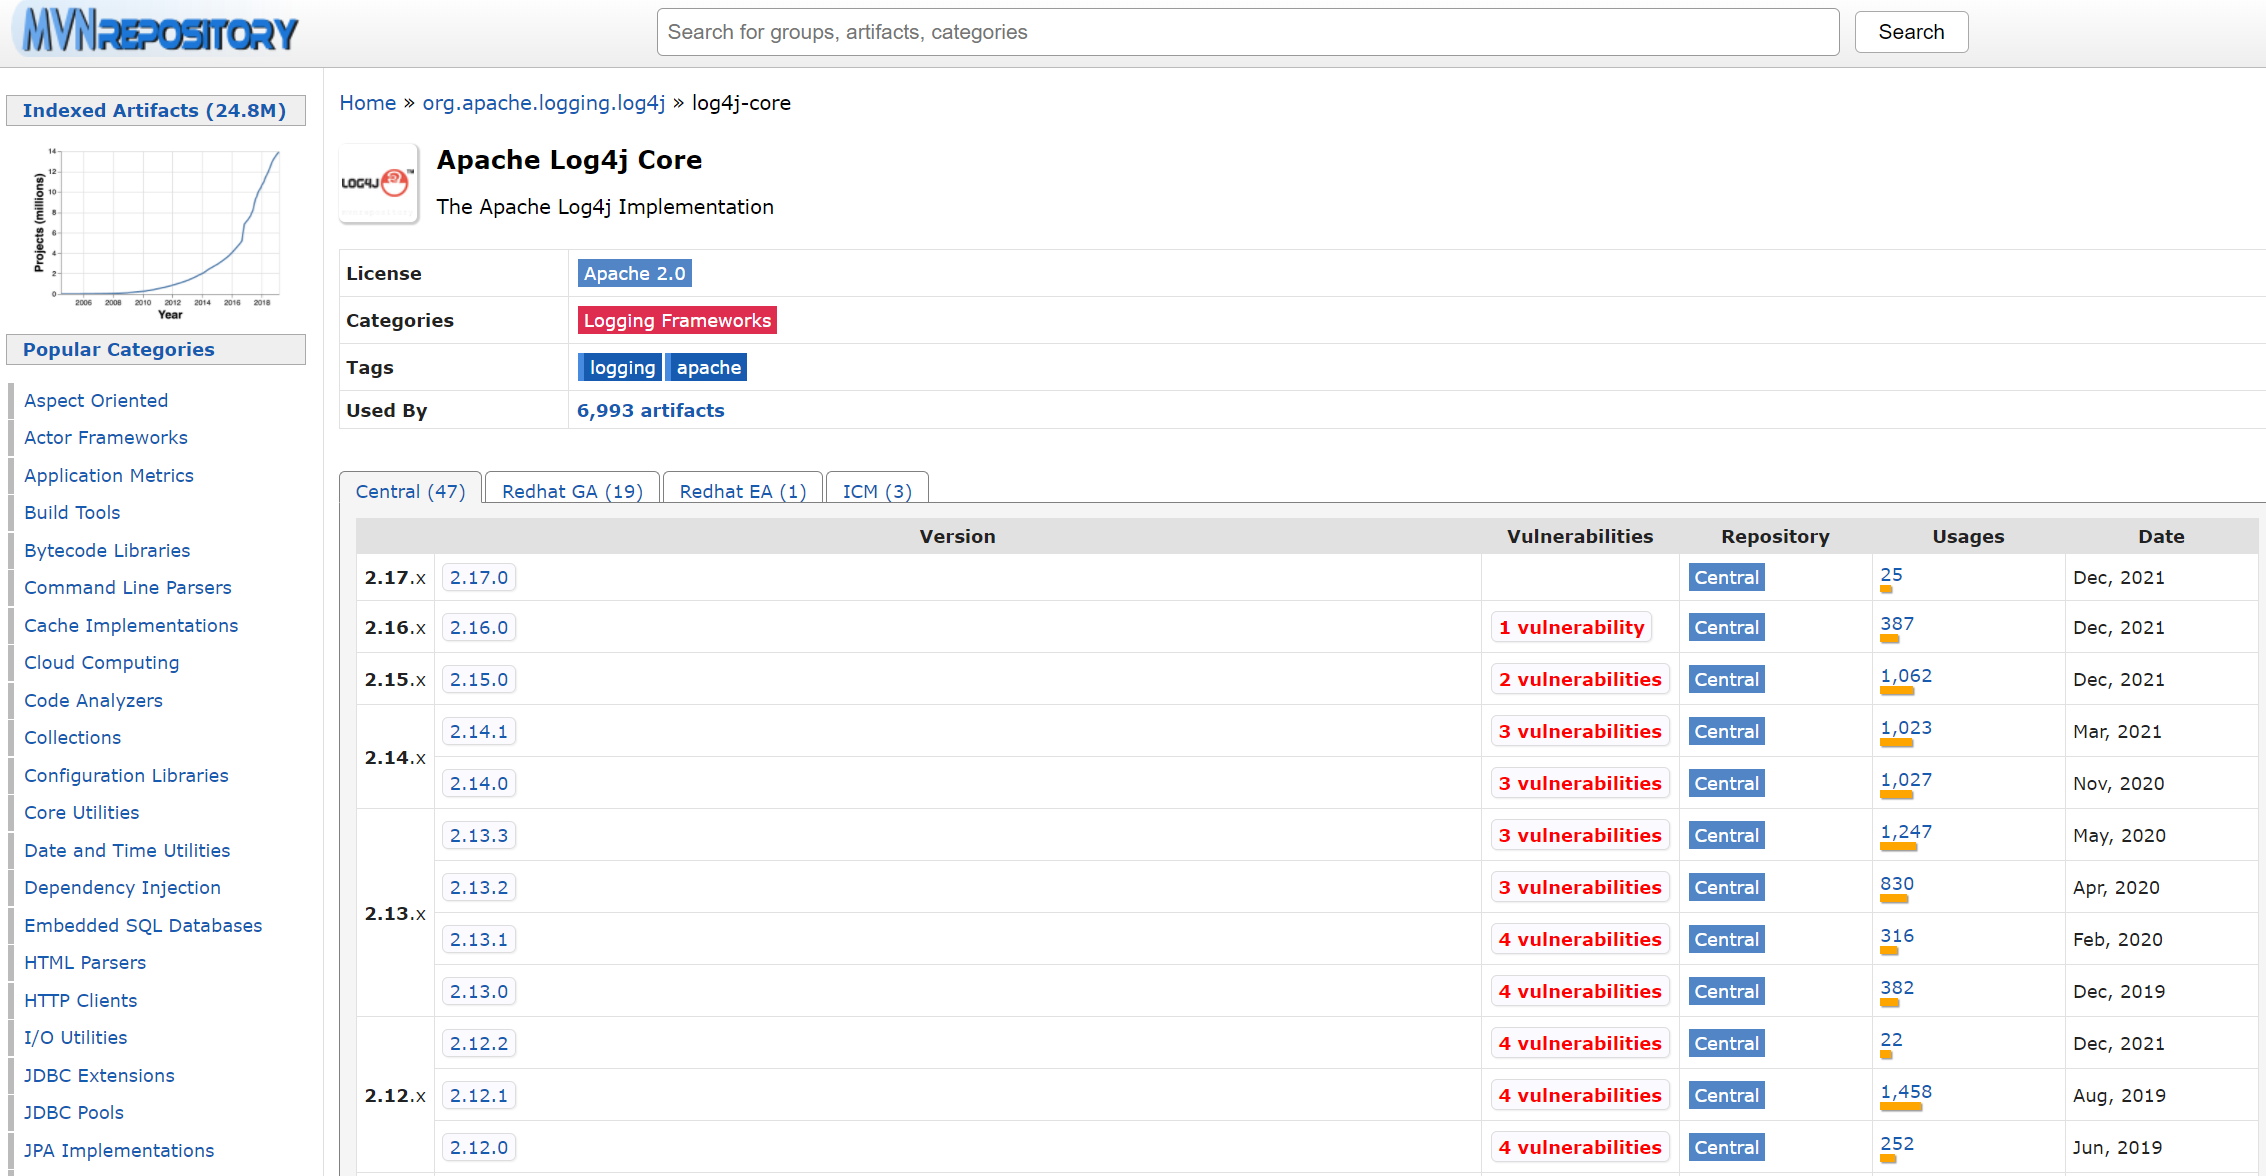 MVNREPOSITORY
Search for groups, artifacts, categories
Search
Indexed Artifacts (24.8M)
Projects (millions)
14
12
10
8
6
4
2
0
2006 2008 2010 2012 2014 2016 2018
Year
Popular Categories
Aspect Oriented
Actor Frameworks
Application Metrics
Build Tools
Bytecode Libraries
Command Line Parsers
Cache Implementations
Cloud Computing
Code Analyzers
Collections
Configuration Libraries
Core Utilities
Date and Time Utilities
Dependency Injection
Embedded SQL Databases
HTML Parsers
HTTP Clients
I/O Utilities
JDBC Extensions
JDBC Pools
JPA Implementations
Home » org.apache.logging.log4j » log4j-core
LOG4J™
Apache Log4j Core
The Apache Log4j Implementation
License Apache 2.0
Categories Logging Frameworks
Tags logging apache
Used By 6,993 artifacts
Central (47) Redhat GA (19) Redhat EA (1) ICM (3)
Version Vulnerabilities Repository Usages Date
2.17.x 2.17.0 Central 25 Dec, 2021
2.16.x 2.16.0 1 vulnerability Central 387 Dec, 2021
2.15.x 2.15.0 2 vulnerabilities Central 1,062 Dec, 2021
2.14.x 2.14.1 3 vulnerabilities Central 1,023 Mar, 2021
2.14.0 3 vulnerabilities Central 1,027 Nov, 2020
2.13.x 2.13.3 3 vulnerabilities Central 1,247 May, 2020
2.13.2 3 vulnerabilities Central 830 Apr, 2020
2.13.1 4 vulnerabilities Central 316 Feb, 2020
2.13.0 4 vulnerabilities Central 382 Dec, 2019
2.12.x 2.12.2 4 vulnerabilities Central 22 Dec, 2021
2.12.1 4 vulnerabilities Central 1,458 Aug, 2019
2.12.0 4 vulnerabilities Central 252 Jun, 2019